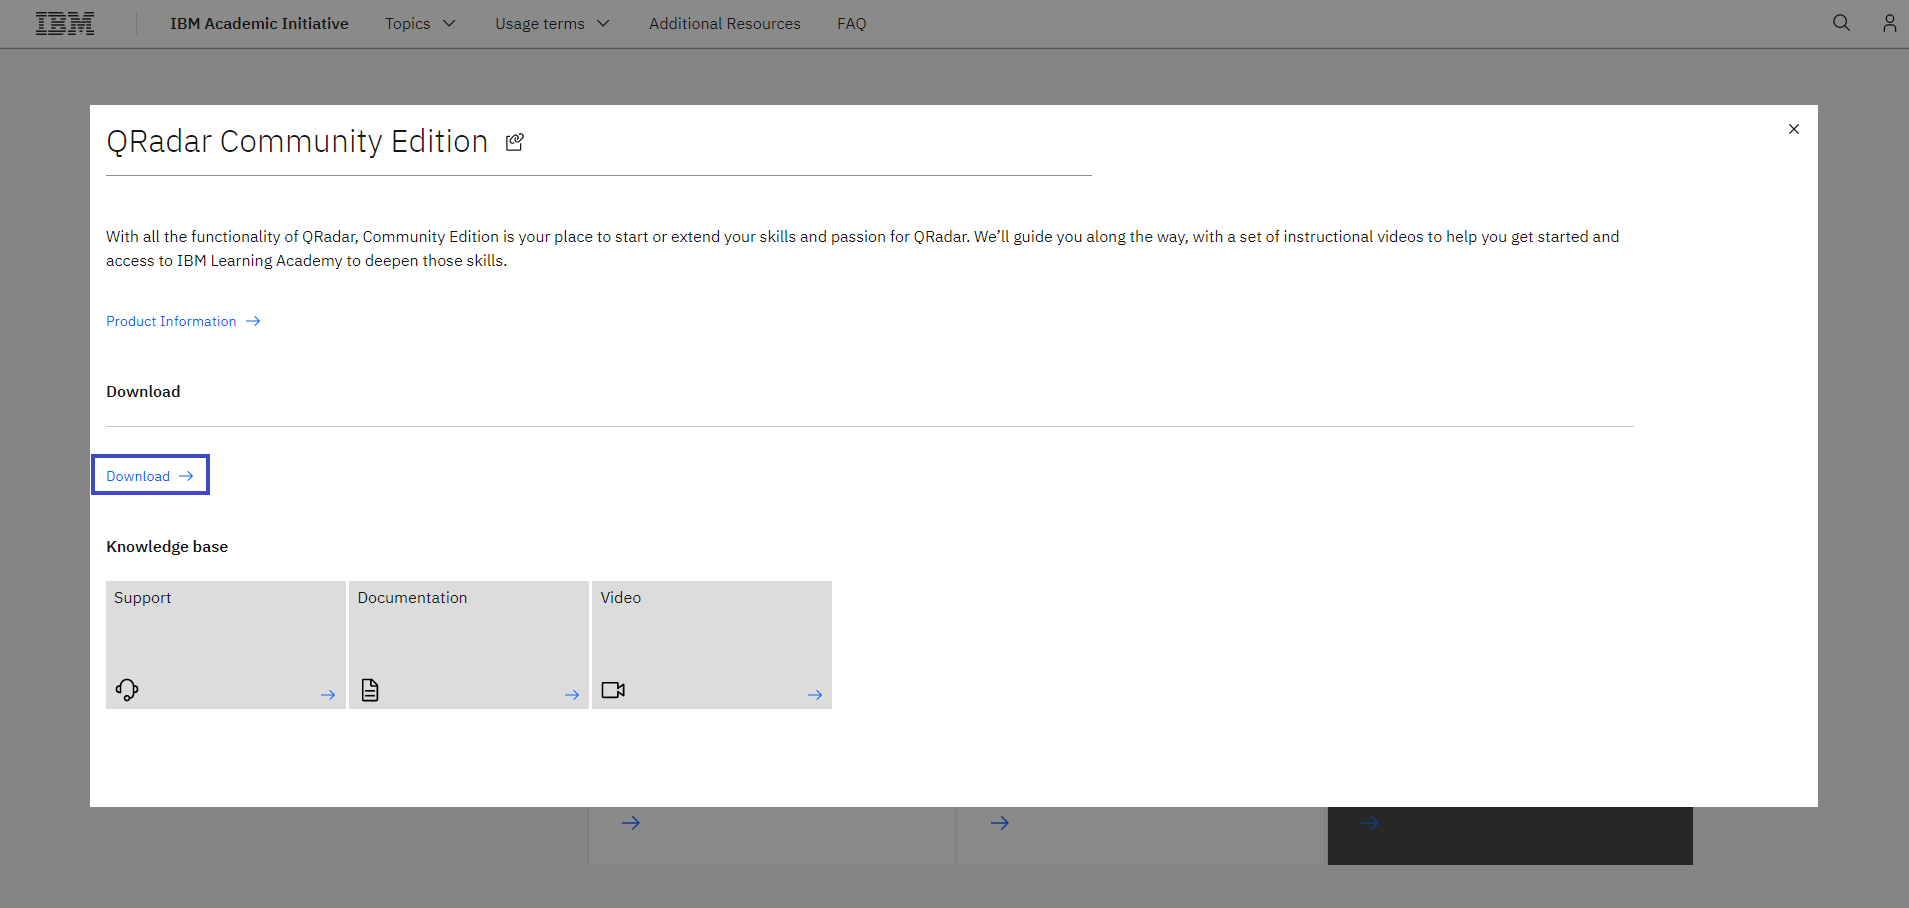 IBM IBM Academic Initiative Topics Usage terms Additional Resources FAQ
QRadar Community Edition
With all the functionality of QRadar, Community Edition is your place to start or extend your skills and passion for QRadar. We’ll guide you along the way, with a set of instructional videos to help you get started and
access to IBM Learning Academy to deepen those skills.
Product Information
Download
Download
Knowledge base
Support Documentation Video